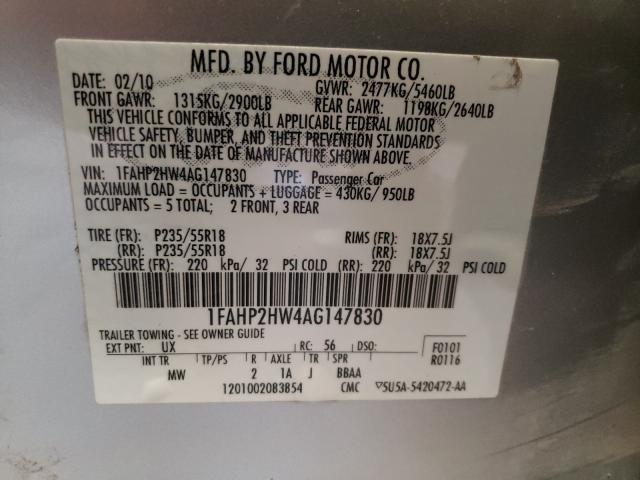 MFD. BY FORD MOTOR CO.
DATE: 02/10 GVWR: 2477KG/5460LB
FRONT GAWR: 1315KG/2900LB REAR GAWR: 1198KG/2640LB
THIS VEHICLE CONFORMS TO ALL APPLICABLE FEDERAL MOTOR
VEHICLE SAFETY, BUMPER, AND THEFT PREVENTION STANDARDS
IN EFFECT ON THE DATE OF MANUFACTURE SHOWN ABOVE.
VIN: 1FAHP2HW4AG147830 TYPE: Passenger Car
MAXIMUM LOAD = OCCUPANTS + LUGGAGE = 430KG/ 950LB
OCCUPANTS = 5 TOTAL; 2 FRONT, 3 REAR
TIRE (FR): P235/55R18 RIMS (FR): 18X7.5J
(RR): P235/55R18 (RR): 18X7.5J
PRESSURE (FR): 220 kPa/ 32 PSI COLD (RR): 220 kPa/ 32 PSI COLD
1FAHP2HW4AG147830
TRAILER TOWING - SEE OWNER GUIDE
EXT PNT: UX RC: 56 DSO: F0101
INT TR TP/PS R AXLE TR SPR R0116
MW 2 1A J BBAA
1201002083854 CMC 5U5A-5420472-AA